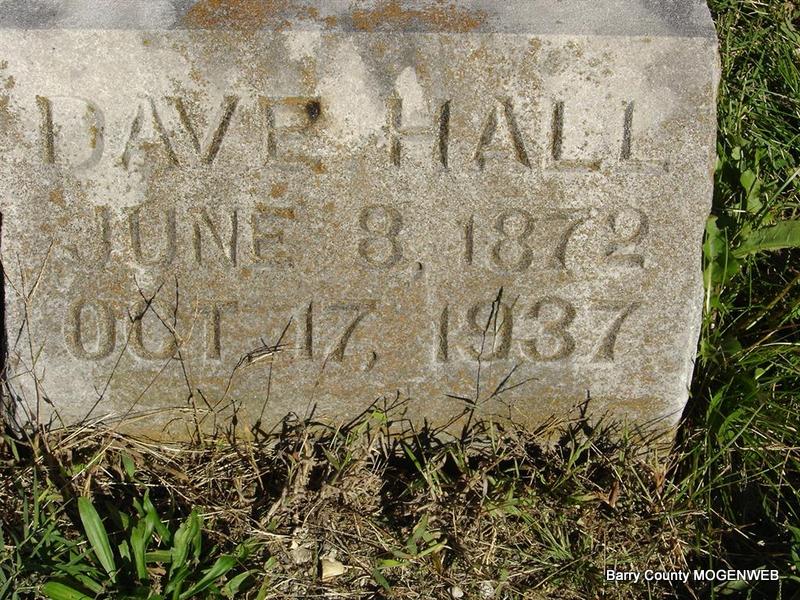 DAVE HALL
JUNE 8, 1872
OCT 17, 1937
Barry County MOGENWEB